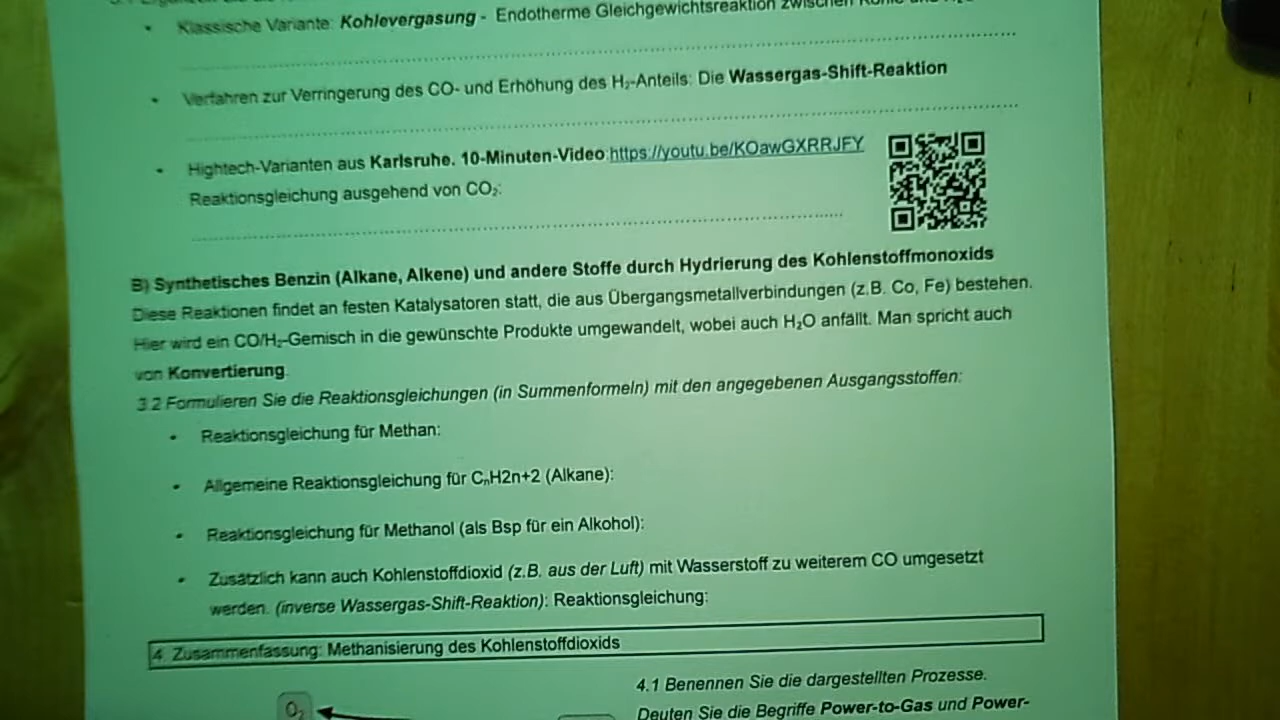 • Klassische Variante: Kohlevergasung - Endotherme Gleichgewichtsreaktion zwischen Kohle und
• Verfahren zur Verringerung des CO- und Erhöhung des H₂-Anteils: Die Wassergas-Shift-Reaktion
• Hightech-Varianten aus Karlsruhe. 10-Minuten-Video:https://youtu.be/KOawGXRRJFY
Reaktionsgleichung ausgehend von CO₂:
B) Synthetisches Benzin (Alkane, Alkene) und andere Stoffe durch Hydrierung des Kohlenstoffmonoxids
Diese Reaktionen findet an festen Katalysatoren statt, die aus Übergangsmetallverbindungen (z.B. Co, Fe) bestehen.
Hier wird ein CO/H₂-Gemisch in die gewünschte Produkte umgewandelt, wobei auch H₂O anfällt. Man spricht auch
von Konvertierung.
3.2 Formulieren Sie die Reaktionsgleichungen (in Summenformeln) mit den angegebenen Ausgangsstoffen:
• Reaktionsgleichung für Methan:
• Allgemeine Reaktionsgleichung für CₙH2n+2 (Alkane):
• Reaktionsgleichung für Methanol (als Bsp für ein Alkohol):
• Zusätzlich kann auch Kohlenstoffdioxid (z.B. aus der Luft) mit Wasserstoff zu weiterem CO umgesetzt
werden. (inverse Wassergas-Shift-Reaktion): Reaktionsgleichung:
4. Zusammenfassung: Methanisierung des Kohlenstoffdioxids
4.1 Benennen Sie die dargestellten Prozesse.
O₂
Deuten Sie die Begriffe Power-to-Gas und Power-